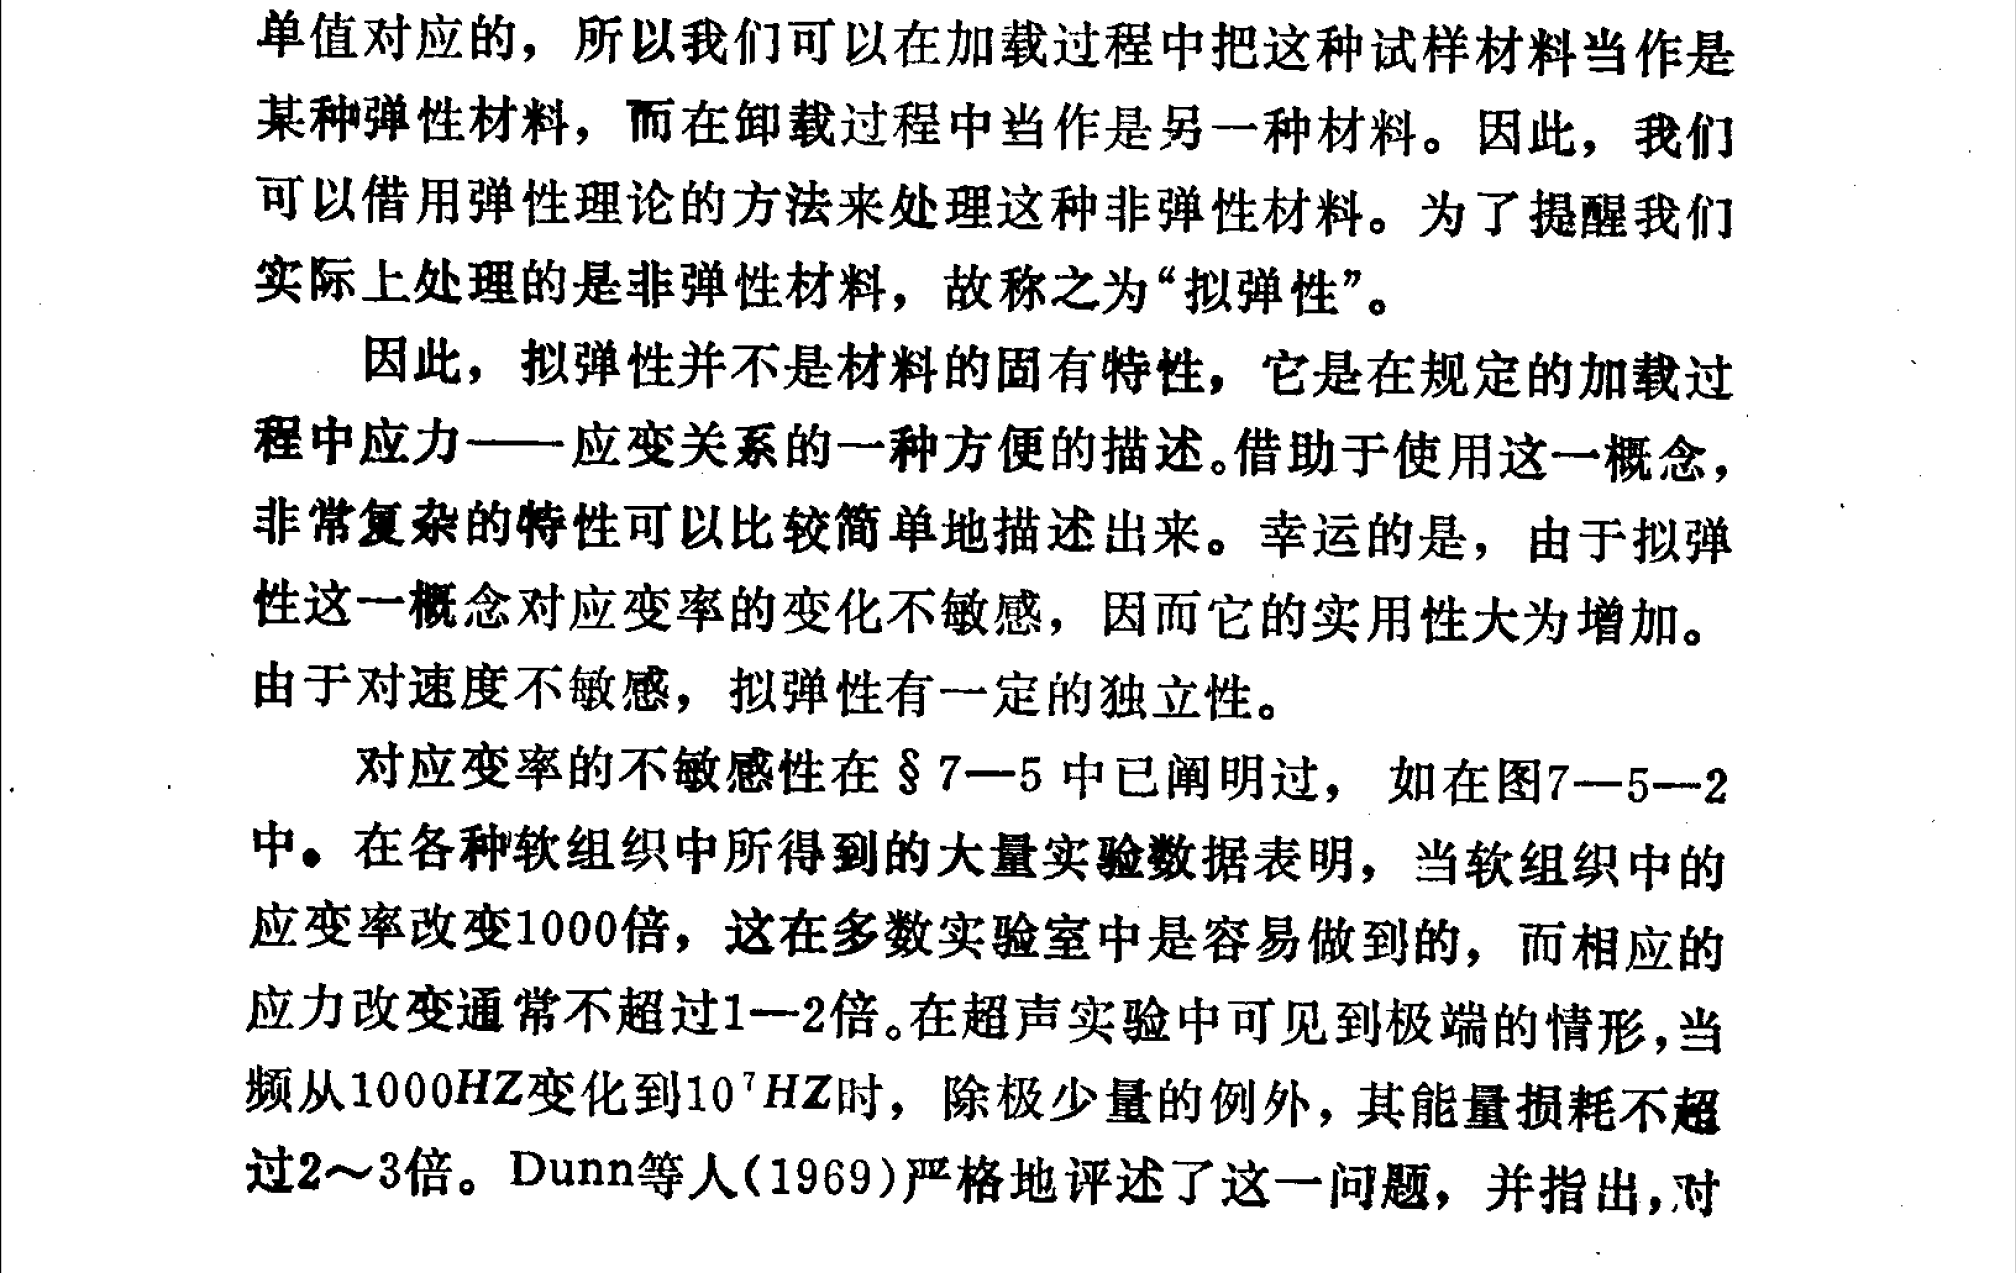 单值对应的，所以我们可以在加载过程中把这种试样材料当作是
某种弹性材料，而在卸载过程中当作是另一种材料。因此，我们
可以借用弹性理论的方法来处理这种非弹性材料。为了提醒我们
实际上处理的是非弹性材料，故称之为“拟弹性”。
因此，拟弹性并不是材料的固有特性，它是在规定的加载过
程中应力——应变关系的一种方便的描述。借助于使用这一概念，
非常复杂的特性可以比较简单地描述出来。幸运的是，由于拟弹
性这一概念对应变率的变化不敏感，因而它的实用性大为增加。
由于对速度不敏感，拟弹性有一定的独立性。
对应变率的不敏感性在§7—5中已阐明过，如在图7—5—2
中。在各种软组织中所得到的大量实验数据表明，当软组织中的
应变率改变1000倍，这在多数实验室中是容易做到的，而相应的
应力改变通常不超过1—2倍。在超声实验中可见到极端的情形，当
频从1000HZ变化到10⁷HZ时，除极少量的例外，其能量损耗不超
过2～3倍。Dunn等人(1969)严格地评述了这一问题，并指出，对